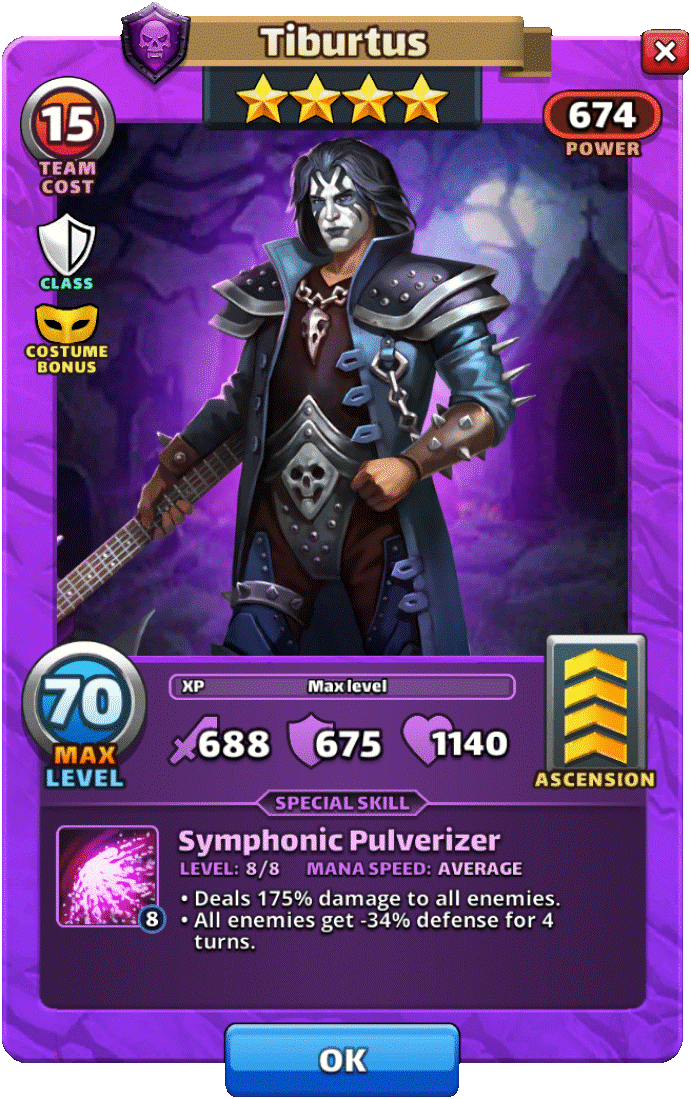 Tiburtus
15
TEAM
COST
674
POWER
CLASS
COSTUME
BONUS
70
MAX
LEVEL
XP Max level
688 675 1140
ASCENSION
SPECIAL SKILL
Symphonic Pulverizer
LEVEL: 8/8 MANA SPEED: AVERAGE
8
• Deals 175% damage to all enemies.
• All enemies get -34% defense for 4
turns.
OK